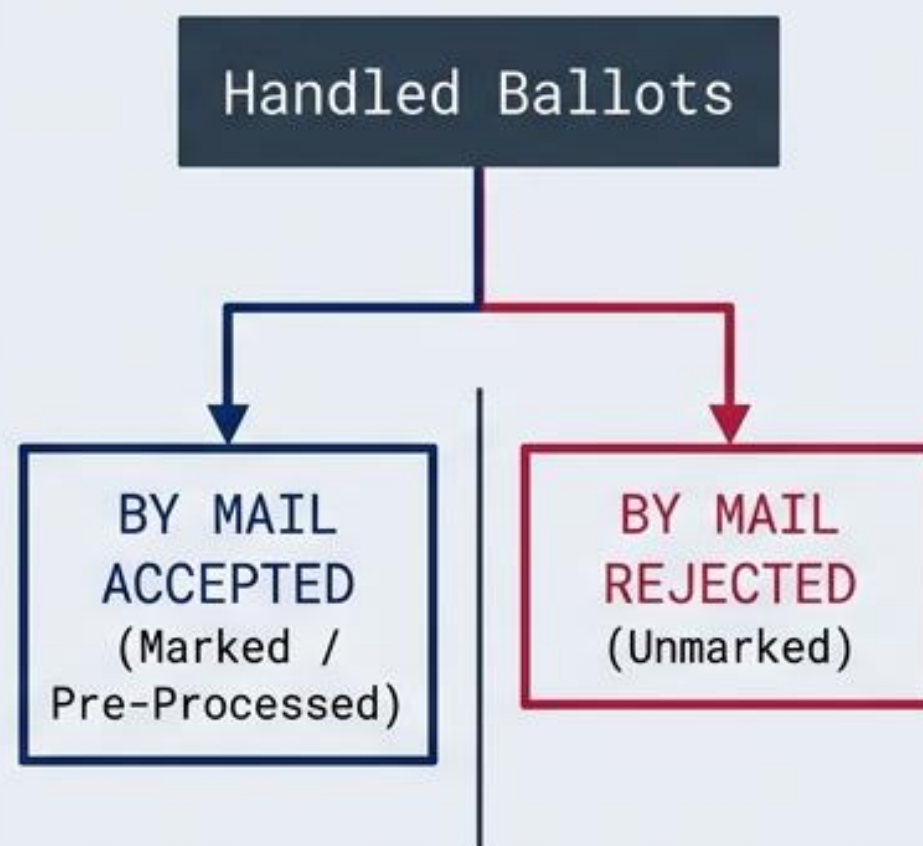 Handled Ballots
BY MAIL
ACCEPTED
(Marked /
Pre-Processed)
BY MAIL
REJECTED
(Unmarked)